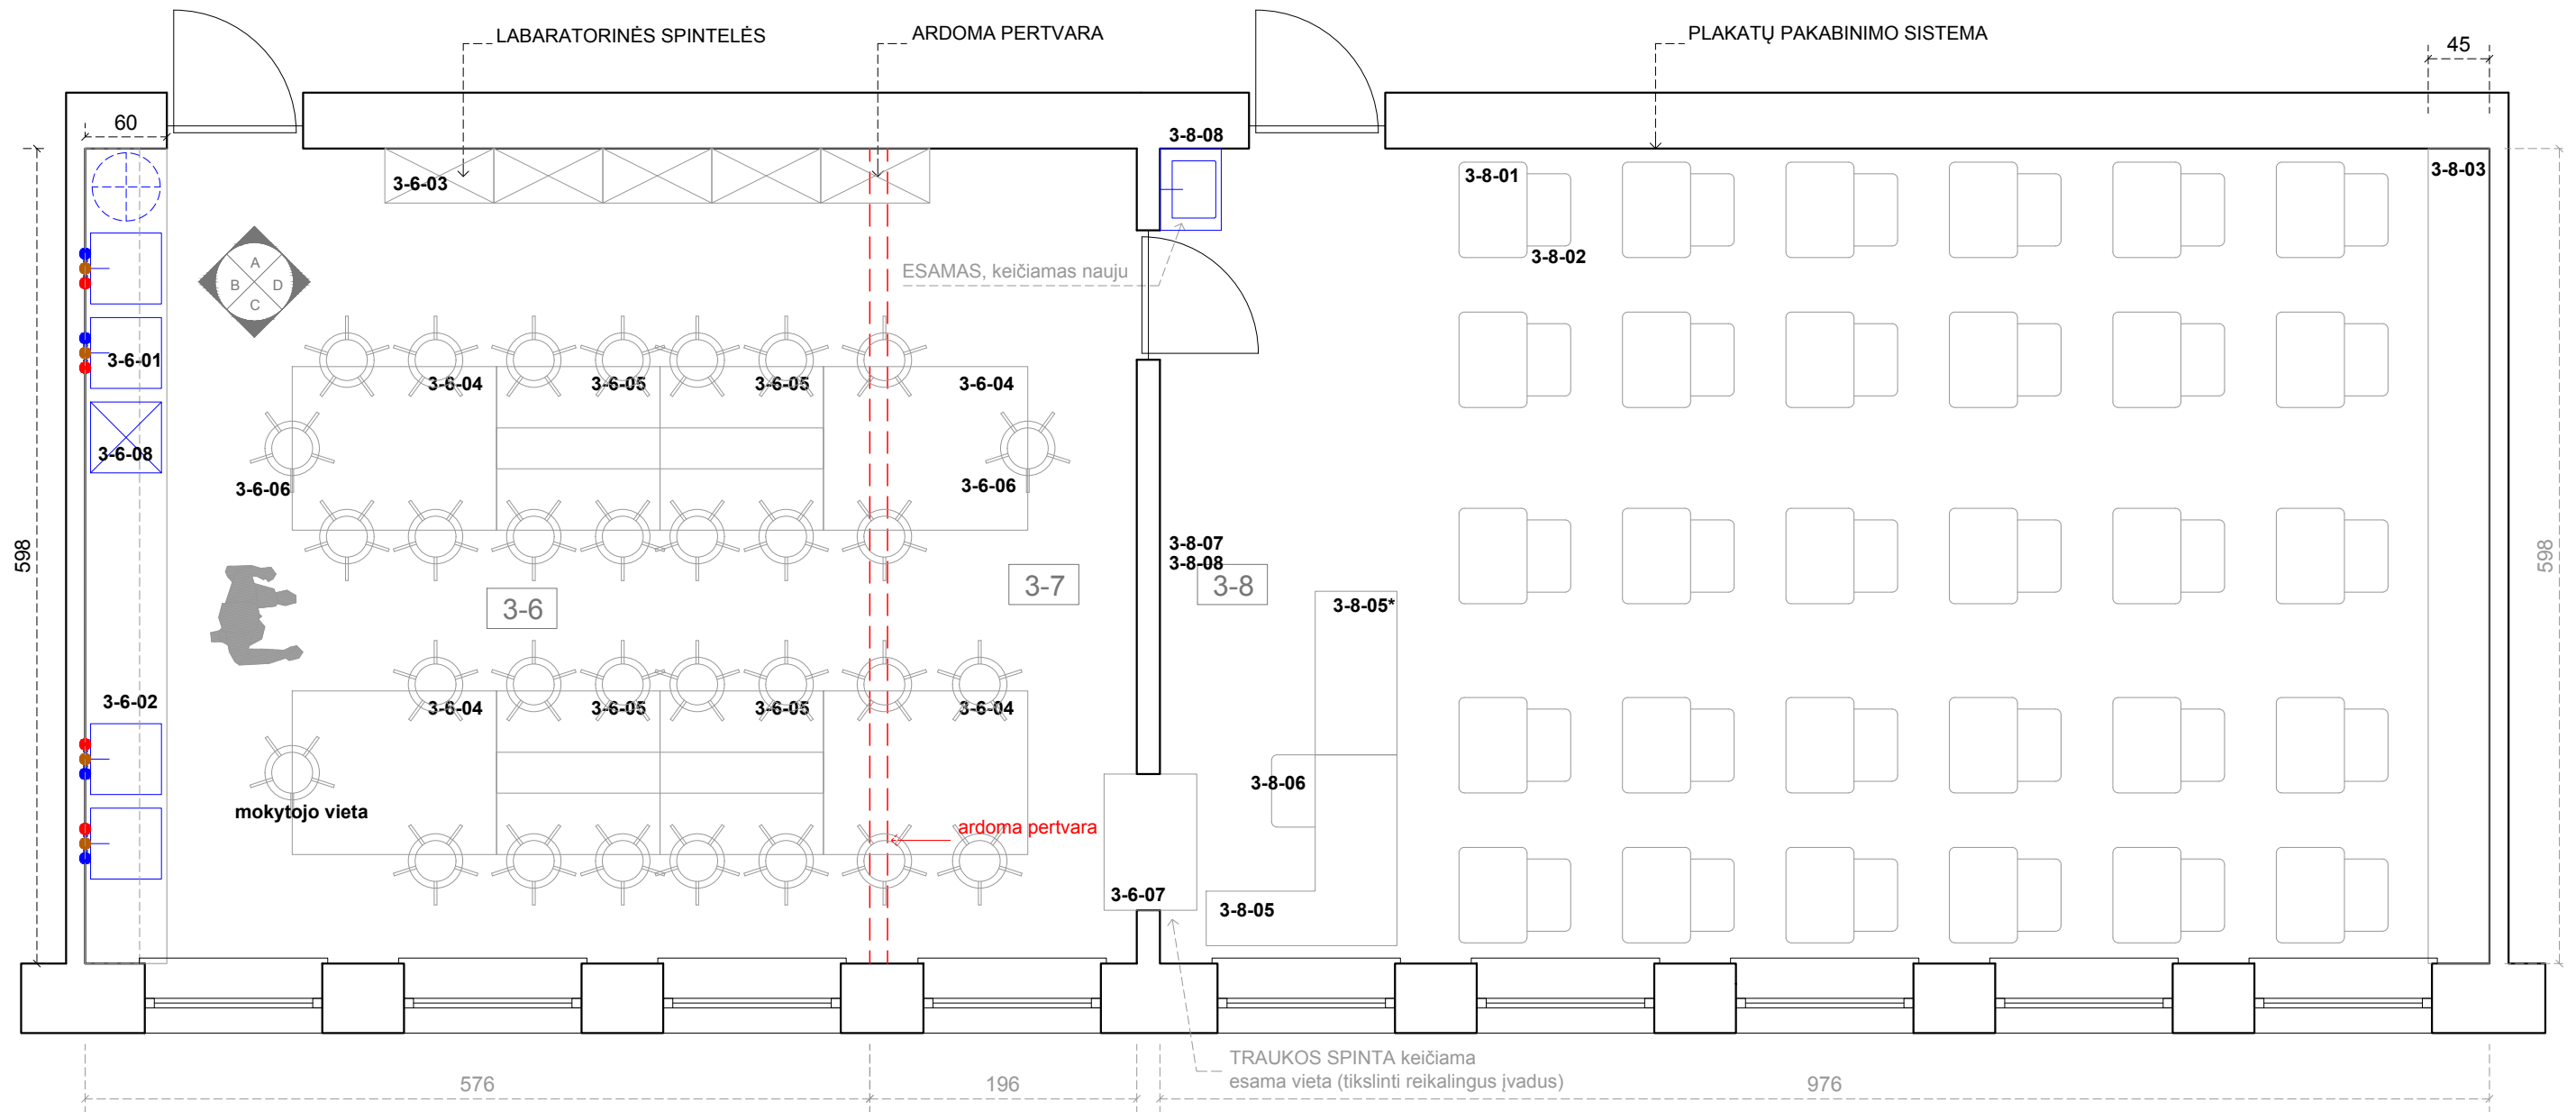 LABARATORINĖS SPINTELĖS
ARDOMA PERTVARA
PLAKATŲ PAKABINIMO SISTEMA
45
60
3-8-08
3-6-03
3-8-01
3-8-03
3-8-02
A
B
D
C
ESAMAS, keičiamas nauju
3-6-01
3-6-04
3-6-05
3-6-05
3-6-04
3-6-08
3-6-06
3-6-06
598
3-8-07
3-8-08
598
3-6
3-7
3-8
3-8-05*
3-6-02
3-6-04
3-6-05
3-6-05
3-6-04
3-8-06
mokytojo vieta
ardoma pertvara
3-6-07
3-8-05
TRAUKOS SPINTA keičiama
esama vieta (tikslinti reikalingus įvadus)
576
196
976